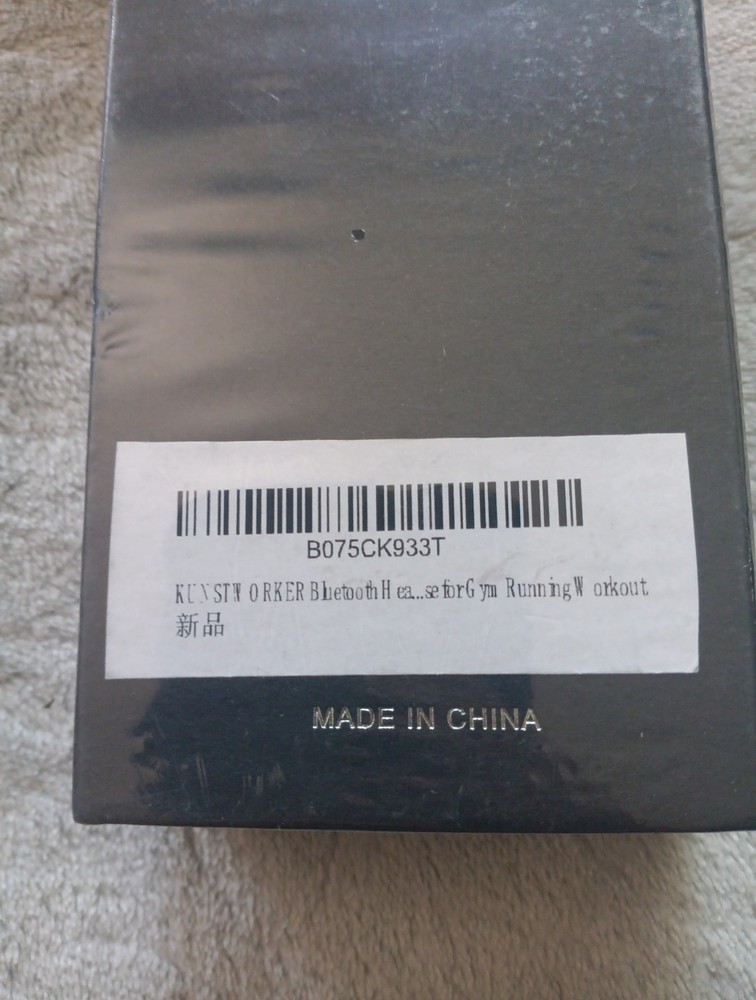 B075CK933T
KUNSTWORKER Bluetooth Hea...se for Gym Running Workout
新品
MADE IN CHINA